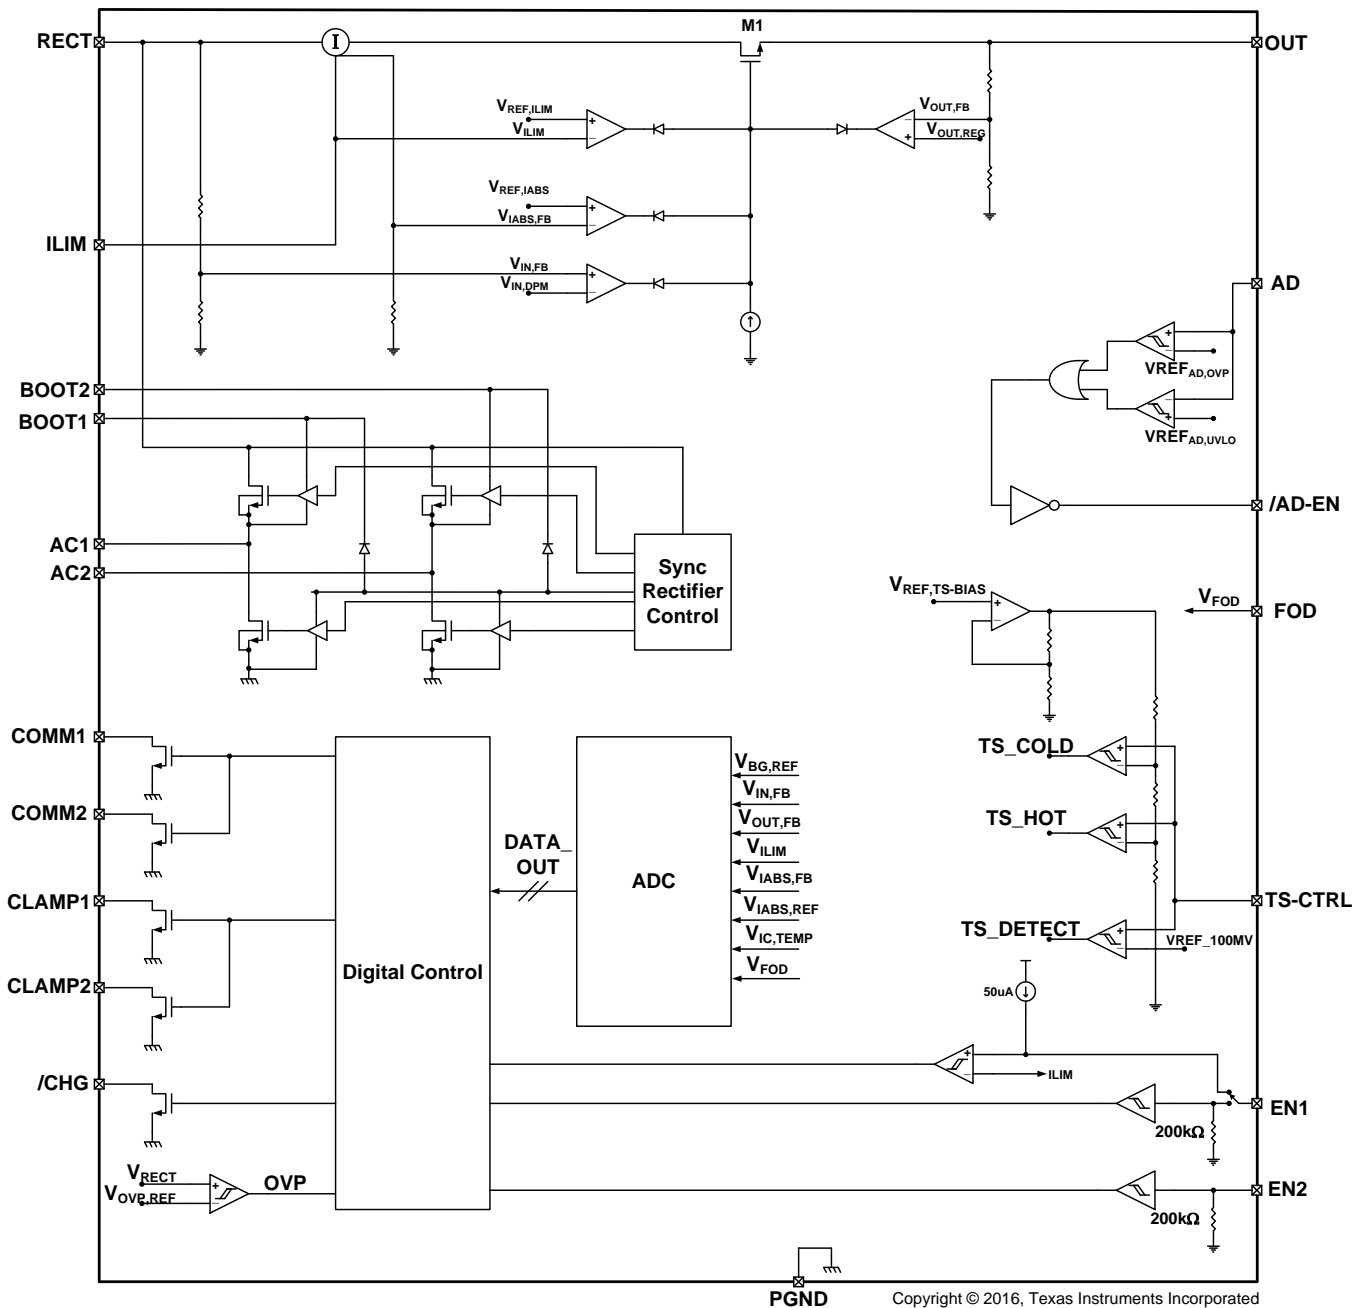 M1
RECT
I
OUT
VREF,ILIM
VILIM
+
−
VOUT,FB
VOUT,REG
−
+
VREF,IABS
VIABS,FB
+
−
ILIM
VIN,FB
VIN,DPM
+
−
AD
+
−
VREFAD,OVP
−
+
VREFAD,UVLO
BOOT2
BOOT1
/AD-EN
AC1
AC2
Sync
Rectifier
Control
VREF,TS-BIAS
+
−
VFOD
FOD
COMM1
COMM2
CLAMP1
CLAMP2
/CHG
Digital Control
DATA_
OUT
ADC
VBG,REF
VIN,FB
VOUT,FB
VILIM
VIABS,FB
VIABS,REF
VIC,TEMP
VFOD
TS_COLD
+
−
TS_HOT
+
−
TS-CTRL
TS_DETECT
+
−
VREF_100MV
50uA
+
−
ILIM
EN1
200kΩ
VRECT
VOVP,REF
+
−
OVP
EN2
200kΩ
PGND
Copyright © 2016, Texas Instruments Incorporated